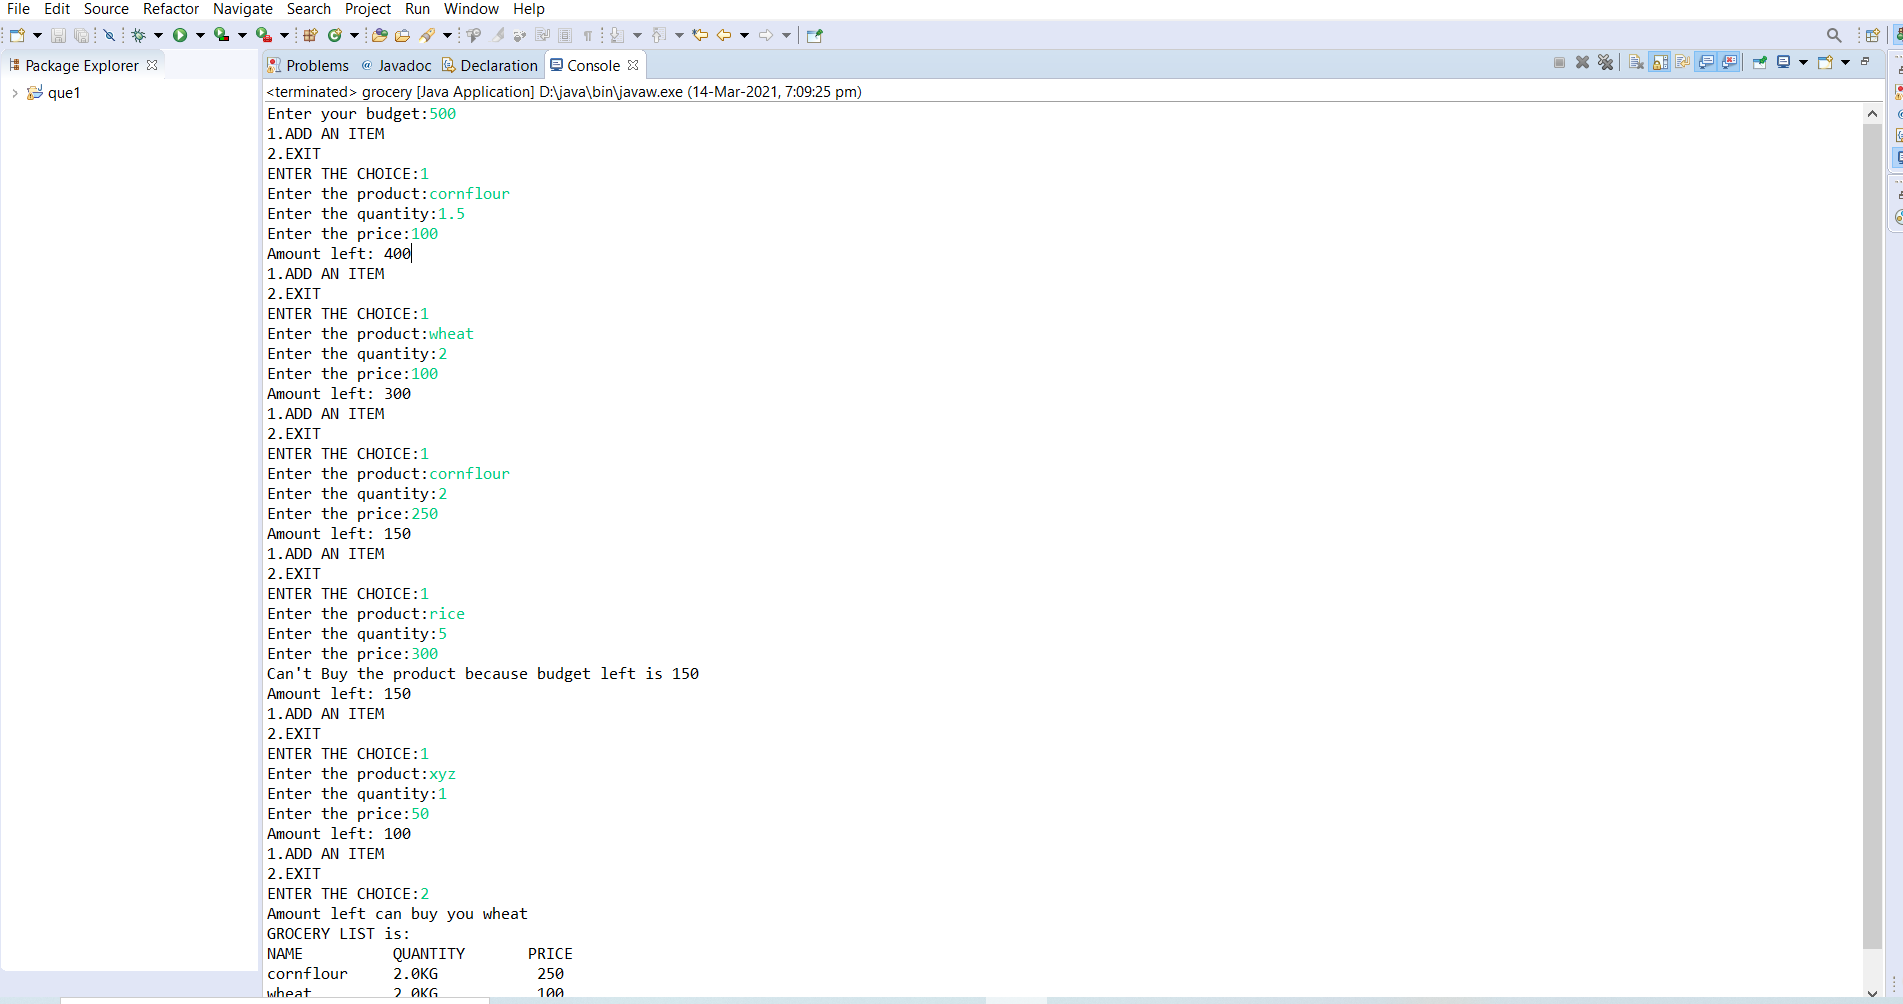 File Edit Source Refactor Navigate Search Project Run Window Help
Package Explorer
que1
Problems Javadoc Declaration Console
<terminated> grocery [Java Application] D:\java\bin\javaw.exe (14-Mar-2021, 7:09:25 pm)
Enter your budget:500
1.ADD AN ITEM
2.EXIT
ENTER THE CHOICE:1
Enter the product:cornflour
Enter the quantity:1.5
Enter the price:100
Amount left: 400
1.ADD AN ITEM
2.EXIT
ENTER THE CHOICE:1
Enter the product:wheat
Enter the quantity:2
Enter the price:100
Amount left: 300
1.ADD AN ITEM
2.EXIT
ENTER THE CHOICE:1
Enter the product:cornflour
Enter the quantity:2
Enter the price:250
Amount left: 150
1.ADD AN ITEM
2.EXIT
ENTER THE CHOICE:1
Enter the product:rice
Enter the quantity:5
Enter the price:300
Can't Buy the product because budget left is 150
Amount left: 150
1.ADD AN ITEM
2.EXIT
ENTER THE CHOICE:1
Enter the product:xyz
Enter the quantity:1
Enter the price:50
Amount left: 100
1.ADD AN ITEM
2.EXIT
ENTER THE CHOICE:2
Amount left can buy you wheat
GROCERY LIST is:
NAME QUANTITY PRICE
cornflour 2.0KG 250
wheat 2.0KG 100